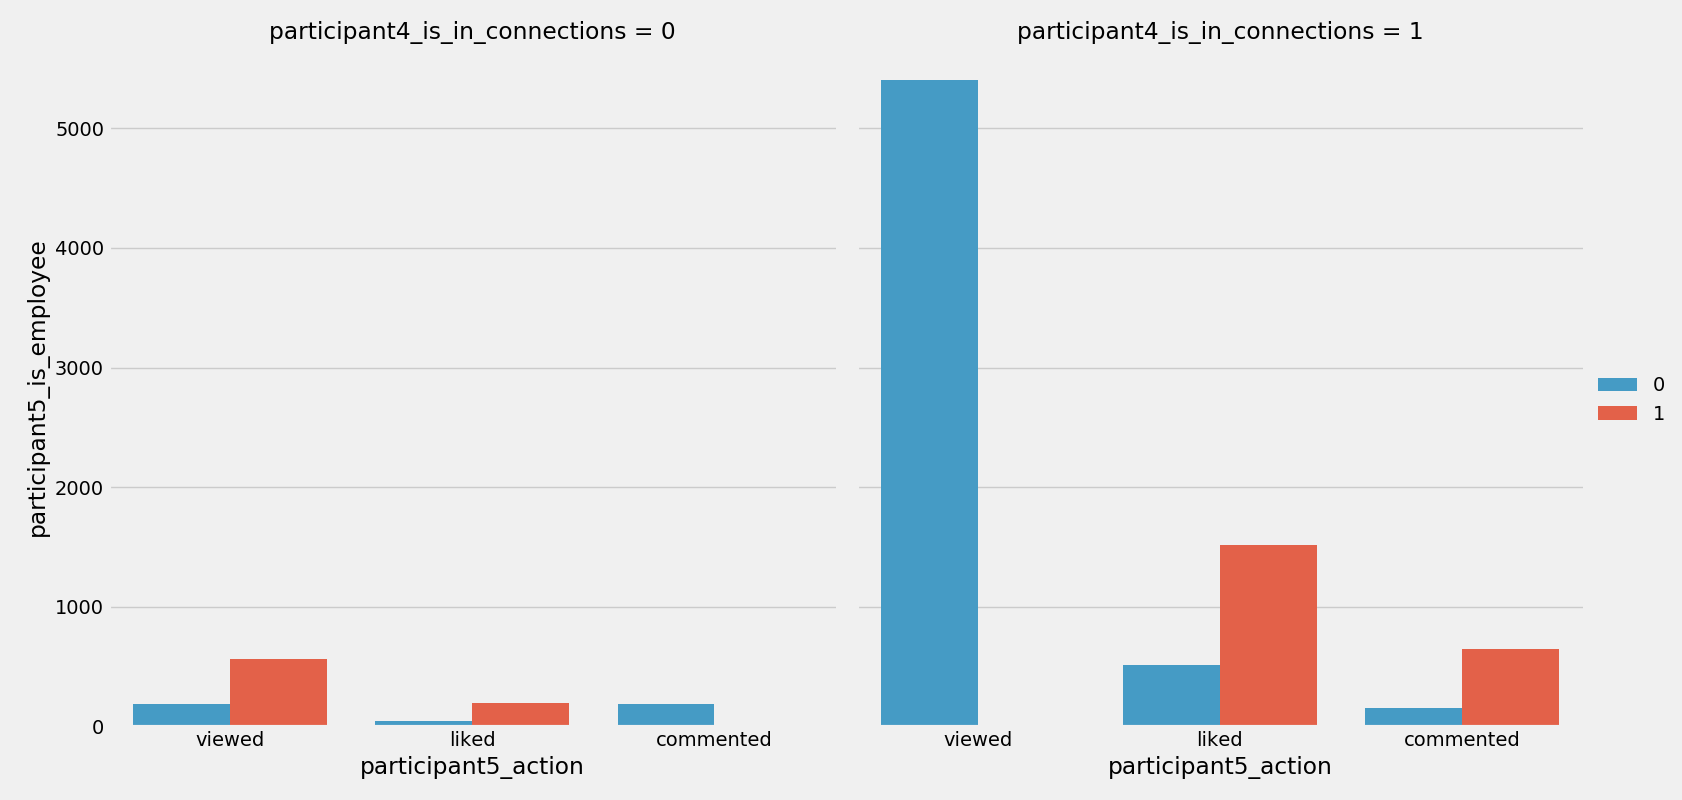 participant4_is_in_connections = 0
participant4_is_in_connections = 1
participant5_is_employee
5000
4000
3000
2000
1000
0
viewed
liked
commented
viewed
liked
commented
participant5_action
participant5_action
0
1